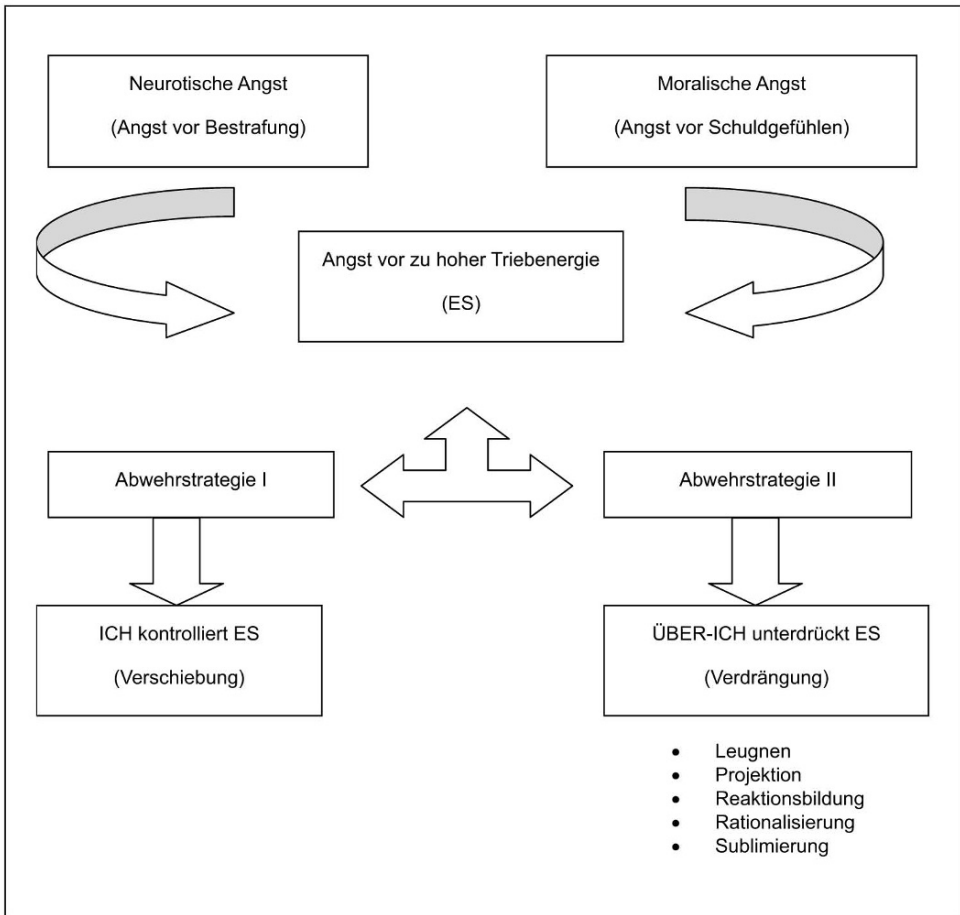 Neurotische Angst
(Angst vor Bestrafung)
Moralische Angst
(Angst vor Schuldgefühlen)
Angst vor zu hoher Triebenergie
(ES)
Abwehrstrategie I
Abwehrstrategie II
ICH kontrolliert ES
(Verschiebung)
ÜBER-ICH unterdrückt ES
(Verdrängung)
• Leugnen
• Projektion
• Reaktionsbildung
• Rationalisierung
• Sublimierung